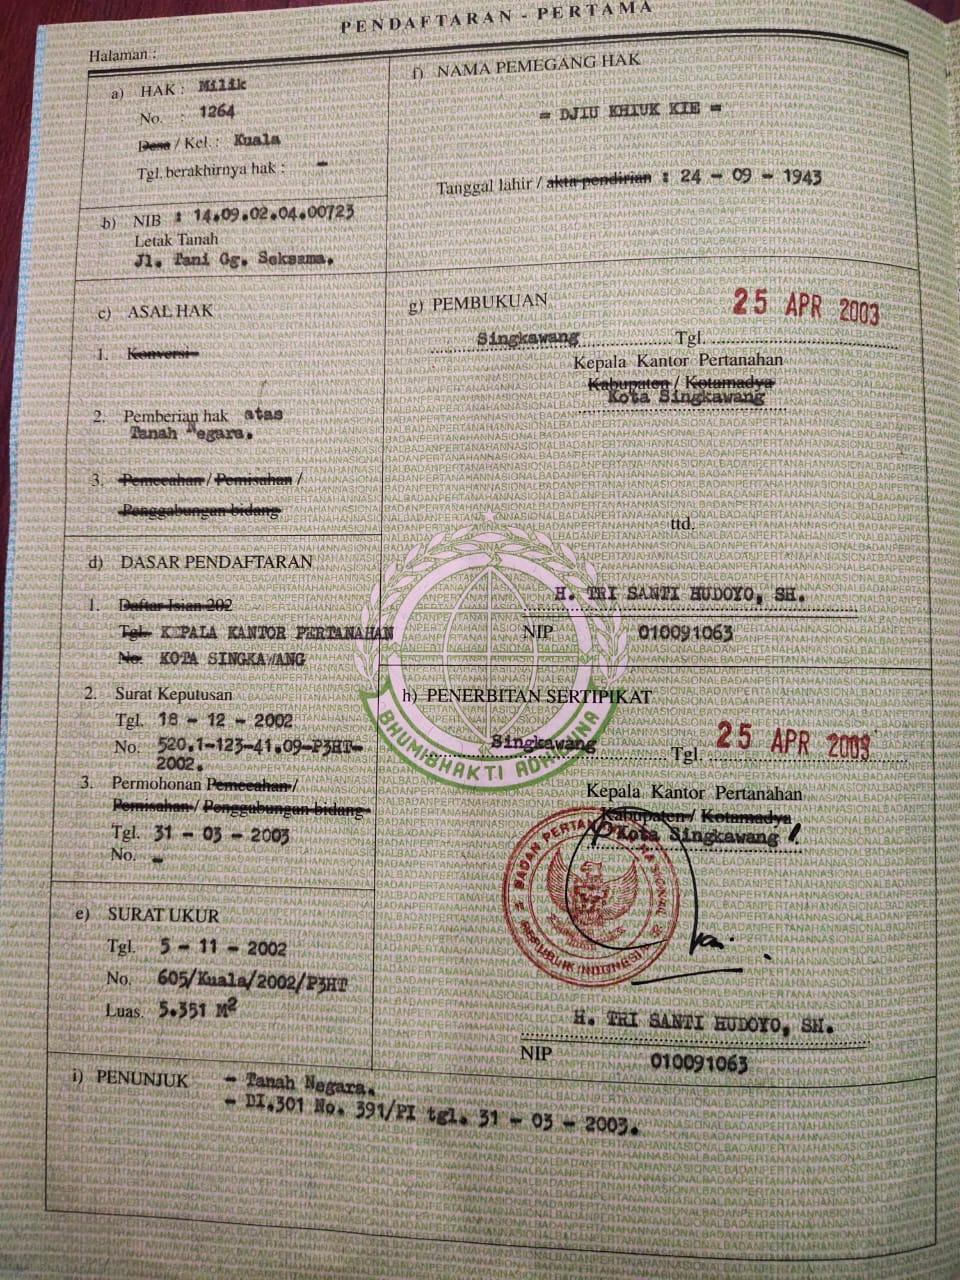 PENDAFTARAN - PERTAMA
Halaman :
a) HAK : Milik
No. : 1264
Desa / Kel. : Kuala
Tgl. berakhirnya hak : -
b) NIB : 14.09.02.04.00723
Letak Tanah
Jl. Tani Gg. Seksama.
c) ASAL HAK
1. Konversi
2. Pemberian hak atas
Tanah Negara.
3. Pemecahan / Pemisahan /
Penggabungan bidang
d) DASAR PENDAFTARAN
1. Daftar Isian 202
Tgl. KEPALA KANTOR PERTANAHAN
No. KOTA SINGKAWANG
2. Surat Keputusan
Tgl. 18 - 12 - 2002
No. 520.1-123-41.09-P3HT-
2002.
3. Permohonan Pemecahan /
Pemisahan / Penggabungan bidang
Tgl. 31 - 03 - 2003
No. -
e) SURAT UKUR
Tgl. 5 - 11 - 2002
No. 605/Kuala/2002/P3HT
Luas. 5.351 M2
f) NAMA PEMEGANG HAK
= DJIU KHIUK KIE =
Tanggal lahir / akta pendirian : 24 - 09 - 1943
g) PEMBUKUAN
25 APR 2003
Singkawang Tgl.
Kepala Kantor Pertanahan
Kabupaten / Kotamadya
Kota Singkawang
ttd.
H. TRI SANTI HUDOYO, SH.
NIP 010091063
h) PENERBITAN SERTIPIKAT
BHUMIBHAKTI ADHIGUNA
Singkawang Tgl 25 APR 2003
Kepala Kantor Pertanahan
Kabupaten / Kotamadya
Kota Singkawang
BADAN PERTANAHAN NASIONAL
REPUBLIK INDONESIA
H. TRI SANTI HUDOYO, SH.
NIP 010091063
i) PENUNJUK - Tanah Negara.
- DI.301 No. 391/PI tgl. 31 - 03 - 2003.